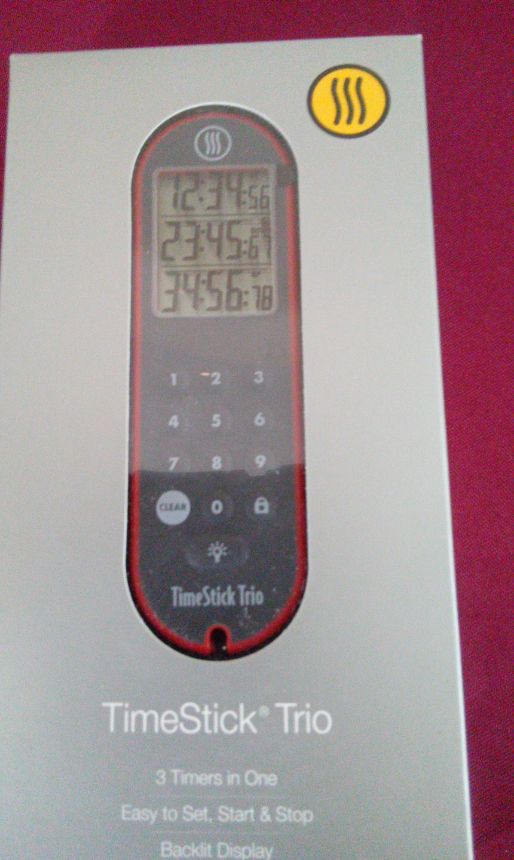 12:34:56
23:45:67
34:56:78
1 2 3
4 5 6
7 8 9
CLEAR 0
TimeStick Trio
TimeStick® Trio
3 Timers in One
Easy to Set, Start & Stop
Backlit Display